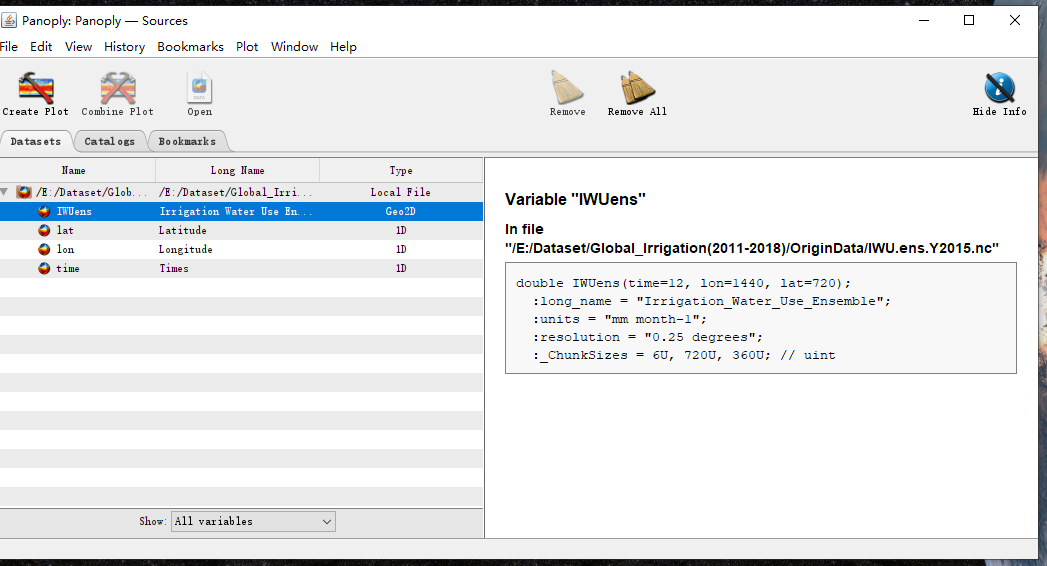 Panoply: Panoply — Sources
File Edit View History Bookmarks Plot Window Help
Create Plot Combine Plot Open Remove Remove All Hide Info
Datasets Catalogs Bookmarks
Name Long Name Type
/E:/Dataset/Glob... /E:/Dataset/Global_Irri... Local File
IWUens Irrigation Water Use En... Geo2D
lat Latitude 1D
lon Longitude 1D
time Times 1D
Show: All variables
Variable "IWUens"
In file
"/E:/Dataset/Global_Irrigation(2011-2018)/OriginData/IWU.ens.Y2015.nc"
double IWUens(time=12, lon=1440, lat=720);
:long_name = "Irrigation_Water_Use_Ensemble";
:units = "mm month-1";
:resolution = "0.25 degrees";
:_ChunkSizes = 6U, 720U, 360U; // uint